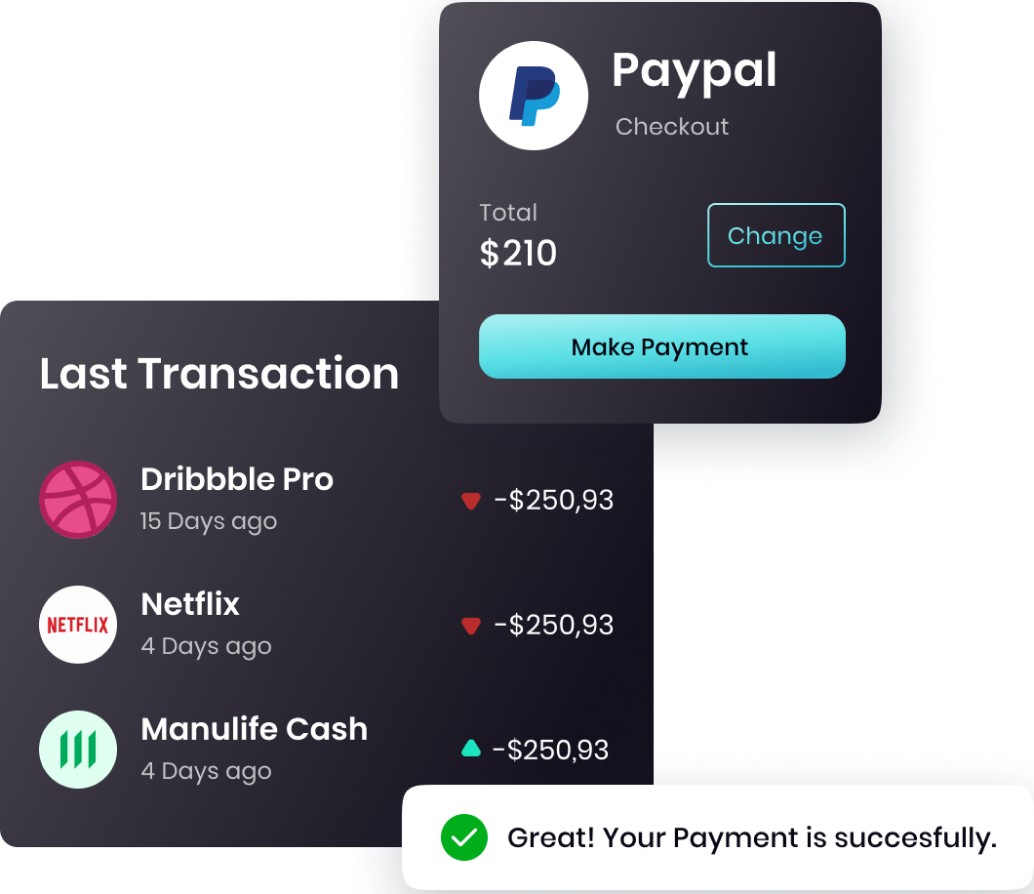 Paypal
Checkout
Total
$210
Change
Make Payment
Last Transaction
Dribbble Pro
15 Days ago
-$250,93
NETFLIX
Netflix
4 Days ago
-$250,93
Manulife Cash
4 Days ago
-$250,93
Great! Your Payment is succesfully.